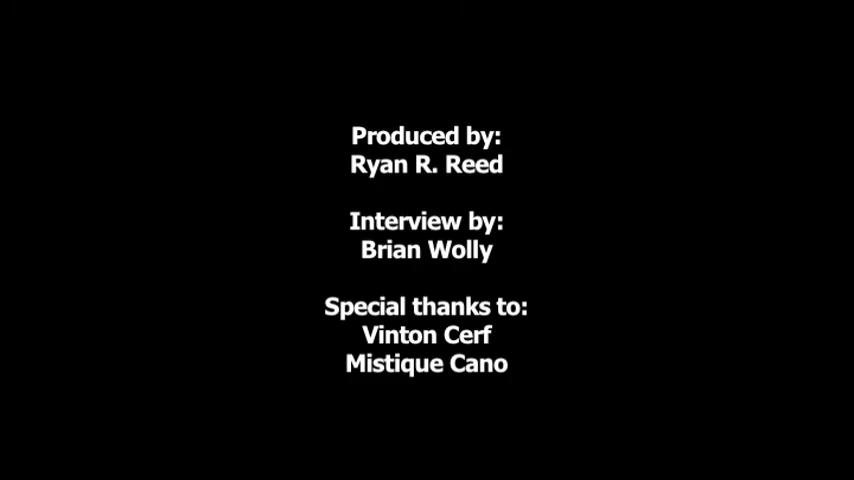 Produced by:
Ryan R. Reed
Interview by:
Brian Wolly
Special thanks to:
Vinton Cerf
Mistique Cano